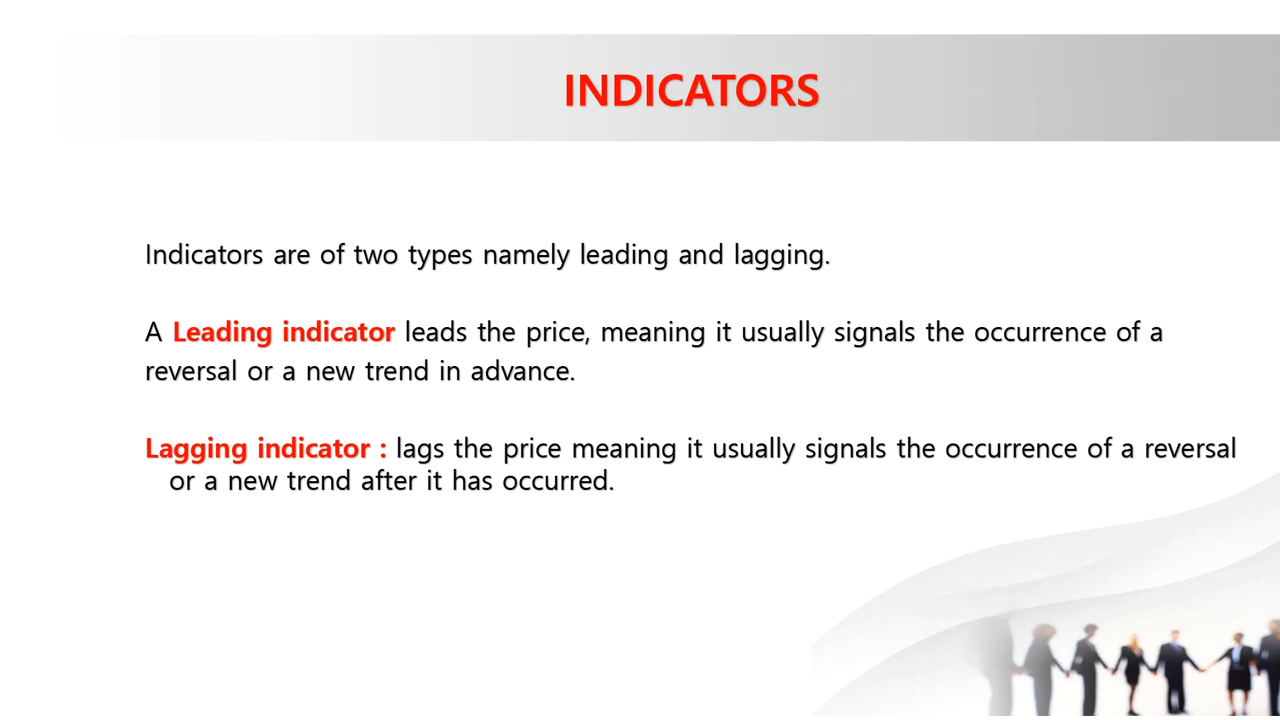 INDICATORS
Indicators are of two types namely leading and lagging.
A Leading indicator leads the price, meaning it usually signals the occurrence of a
reversal or a new trend in advance.
Lagging indicator : lags the price meaning it usually signals the occurrence of a reversal
or a new trend after it has occurred.